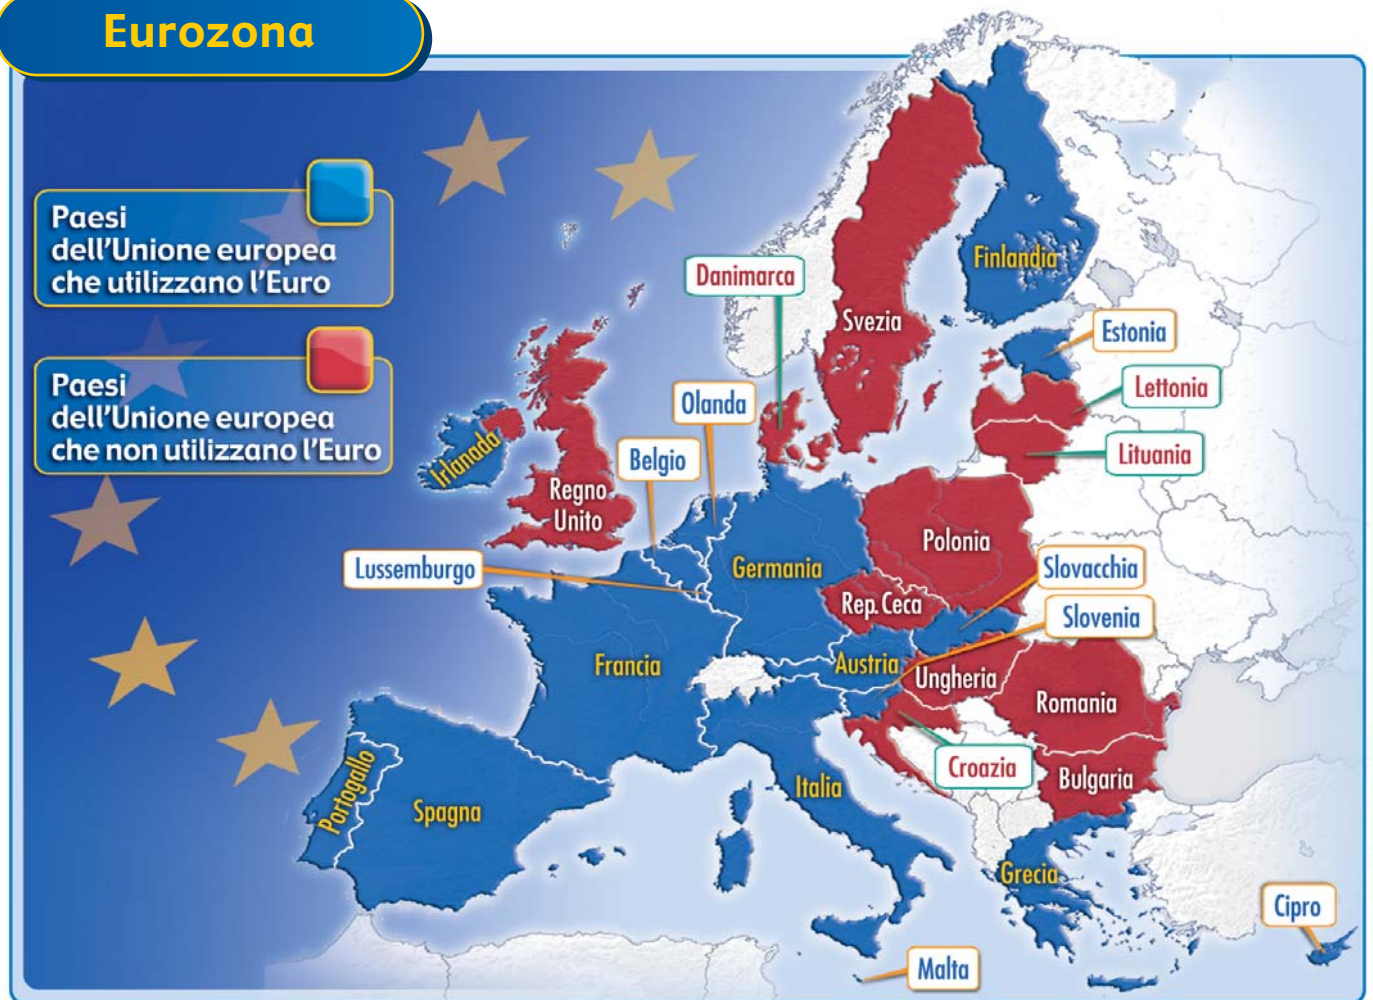 Eurozona
Paesi
dell'Unione europea
che utilizzano l'Euro
Paesi
dell'Unione europea
che non utilizzano l'Euro
Finlandia
Danimarca
Svezia
Estonia
Lettonia
Olanda
Lituania
Belgio
Irlanada
Regno
Unito
Polonia
Lussemburgo
Germania
Slovacchia
Rep. Ceca
Slovenia
Francia
Austria
Ungheria
Romania
Croazia
Bulgaria
Portogallo
Spagna
Italia
Grecia
Cipro
Malta